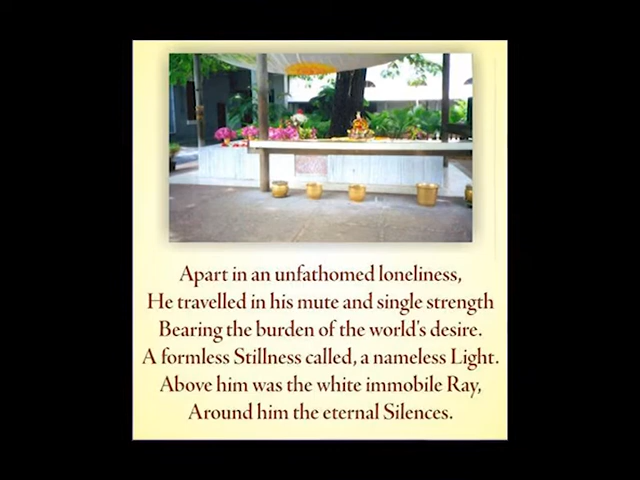 Apart in an unfathomed loneliness,
He travelled in his mute and single strength
Bearing the burden of the world's desire.
A formless Stillness called, a nameless Light.
Above him was the white immobile Ray,
Around him the eternal Silences.